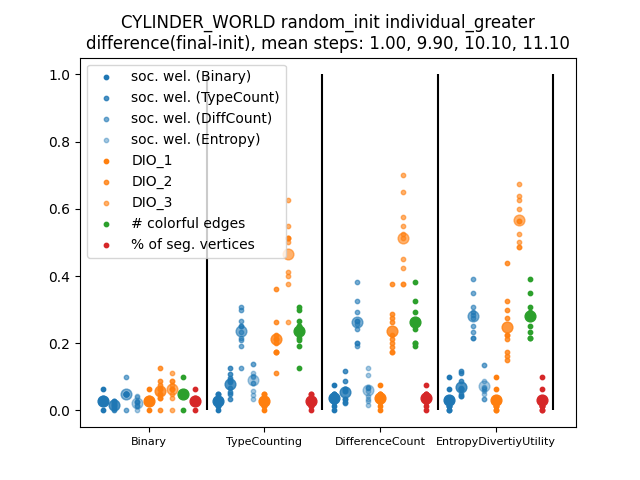 CYLINDER_WORLD random_init individual_greater
difference(final-init), mean steps: 1.00, 9.90, 10.10, 11.10
1.0
0.8
0.6
0.4
0.2
0.0
soc. wel. (Binary)
soc. wel. (TypeCount)
soc. wel. (DiffCount)
soc. wel. (Entropy)
DIO_1
DIO_2
DIO_3
# colorful edges
% of seg. vertices
Binary
TypeCounting
DifferenceCount
EntropyDivertiyUtility